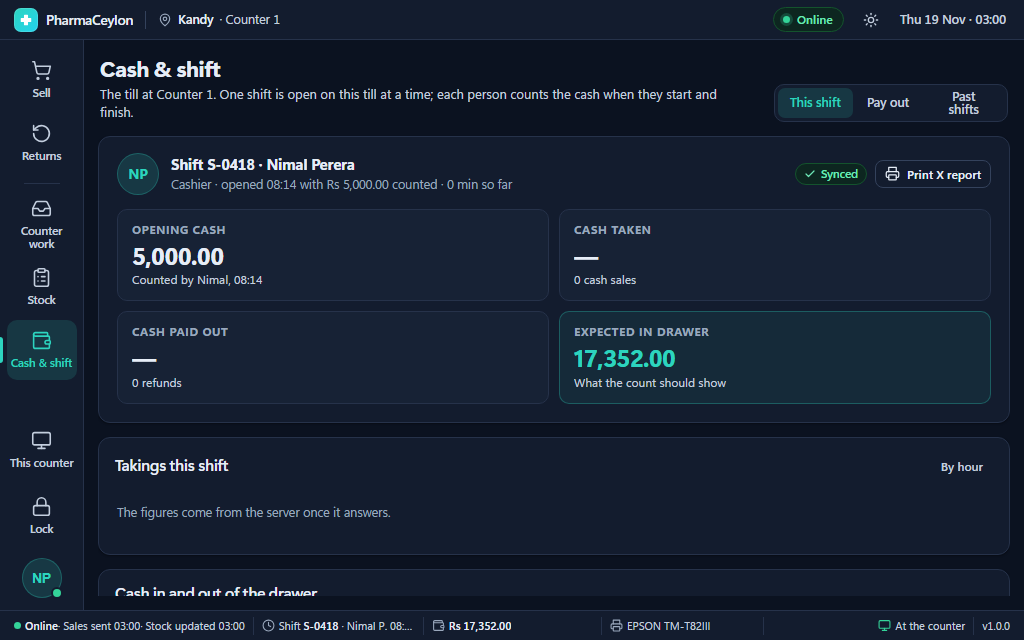 PharmaCeylon
Kandy · Counter 1
Online
Thu 19 Nov · 03:00
Sell
Returns
Counter
work
Stock
Cash & shift
This counter
Lock
NP
Cash & shift
The till at Counter 1. One shift is open on this till at a time; each person counts the cash when they start and
finish.
This shift
Pay out
Past
shifts
NP
Shift S-0418 · Nimal Perera
Cashier · opened 08:14 with Rs 5,000.00 counted · 0 min so far
Synced
Print X report
OPENING CASH
5,000.00
Counted by Nimal, 08:14
CASH TAKEN
—
0 cash sales
CASH PAID OUT
—
0 refunds
EXPECTED IN DRAWER
17,352.00
What the count should show
Takings this shift
By hour
The figures come from the server once it answers.
Cash in and out of the drawer
Online · Sales sent 03:00 · Stock updated 03:00
Shift S-0418 · Nimal P. 08:...
Rs 17,352.00
EPSON TM-T82III
At the counter
v1.0.0